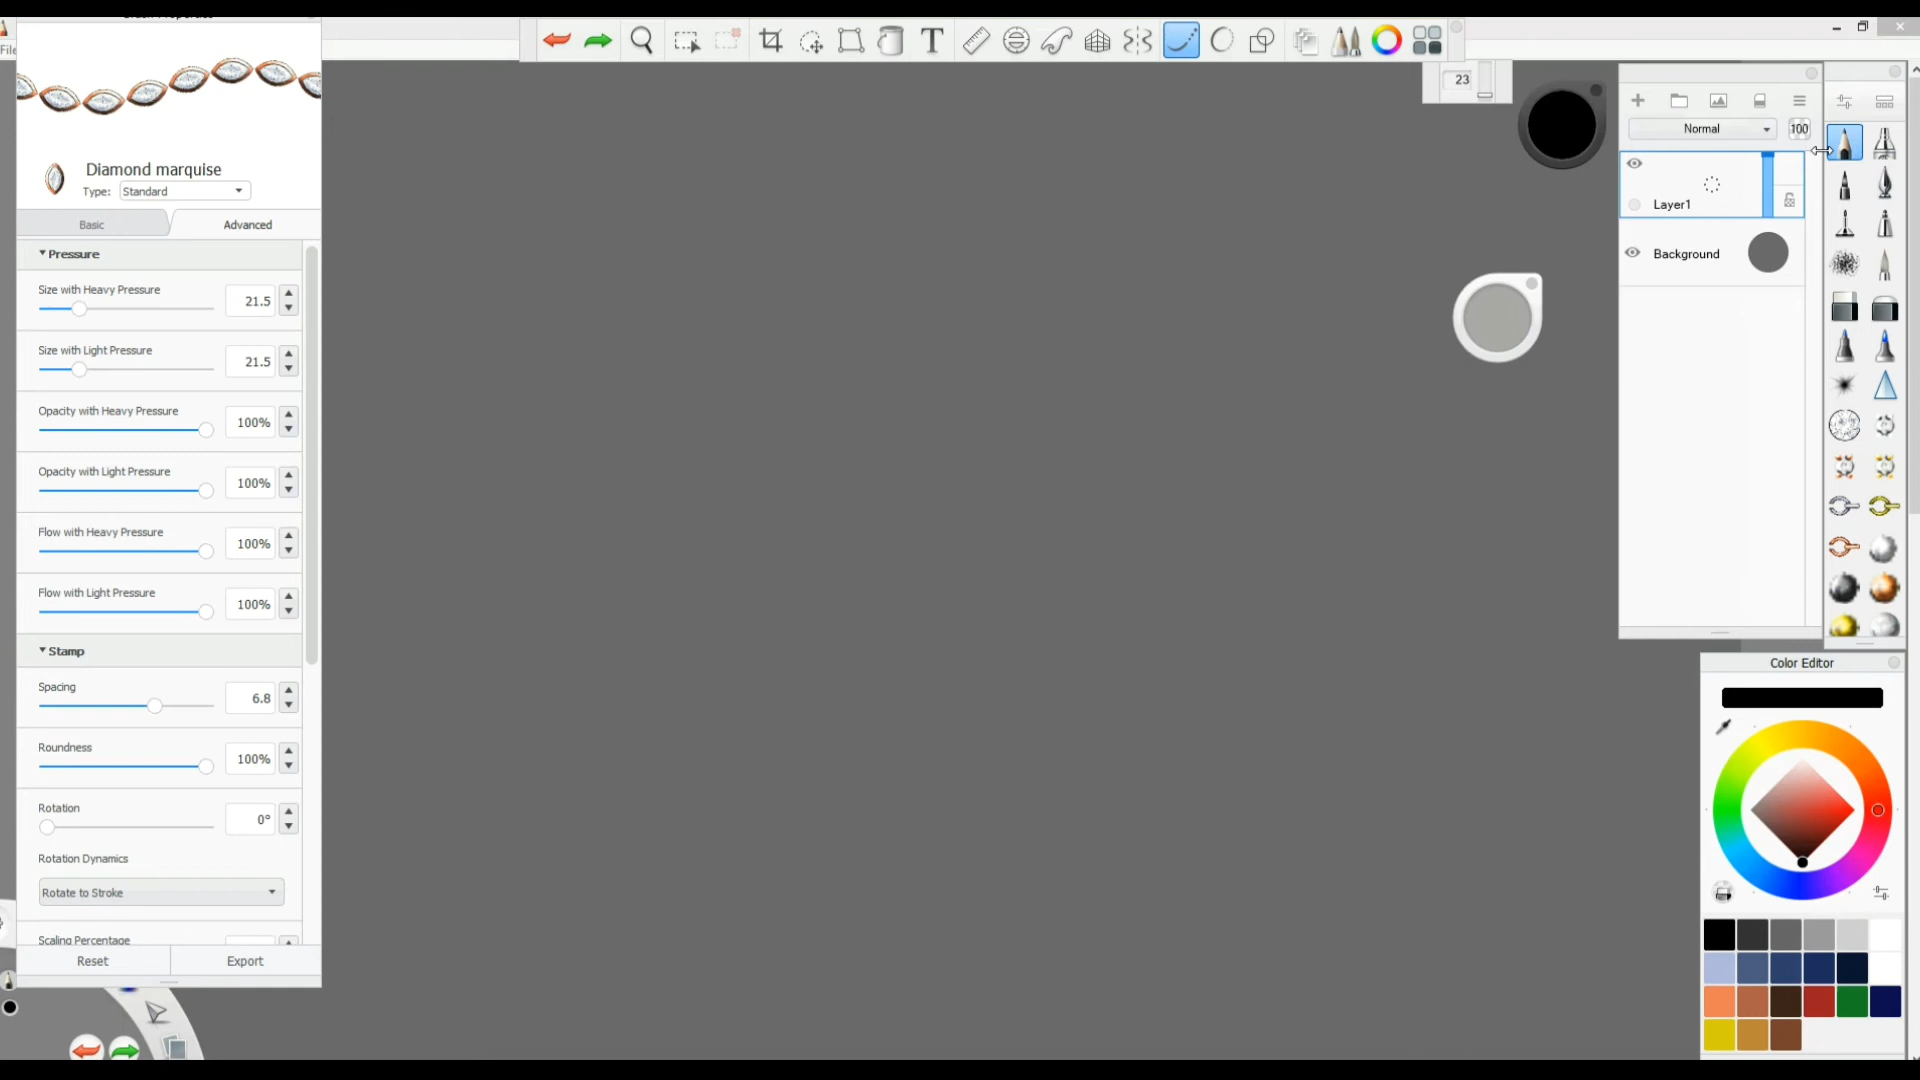 File
Diamond marquise
Type: Standard
Basic Advanced
Pressure
Size with Heavy Pressure
21.5
Size with Light Pressure
21.5
Opacity with Heavy Pressure
100%
Opacity with Light Pressure
100%
Flow with Heavy Pressure
100%
Flow with Light Pressure
100%
Stamp
Spacing
6.8
Roundness
100%
Rotation
0°
Rotation Dynamics
Rotate to Stroke
Scaling Percentage
Reset Export
T
23
Normal 100
Layer1
Background
Color Editor